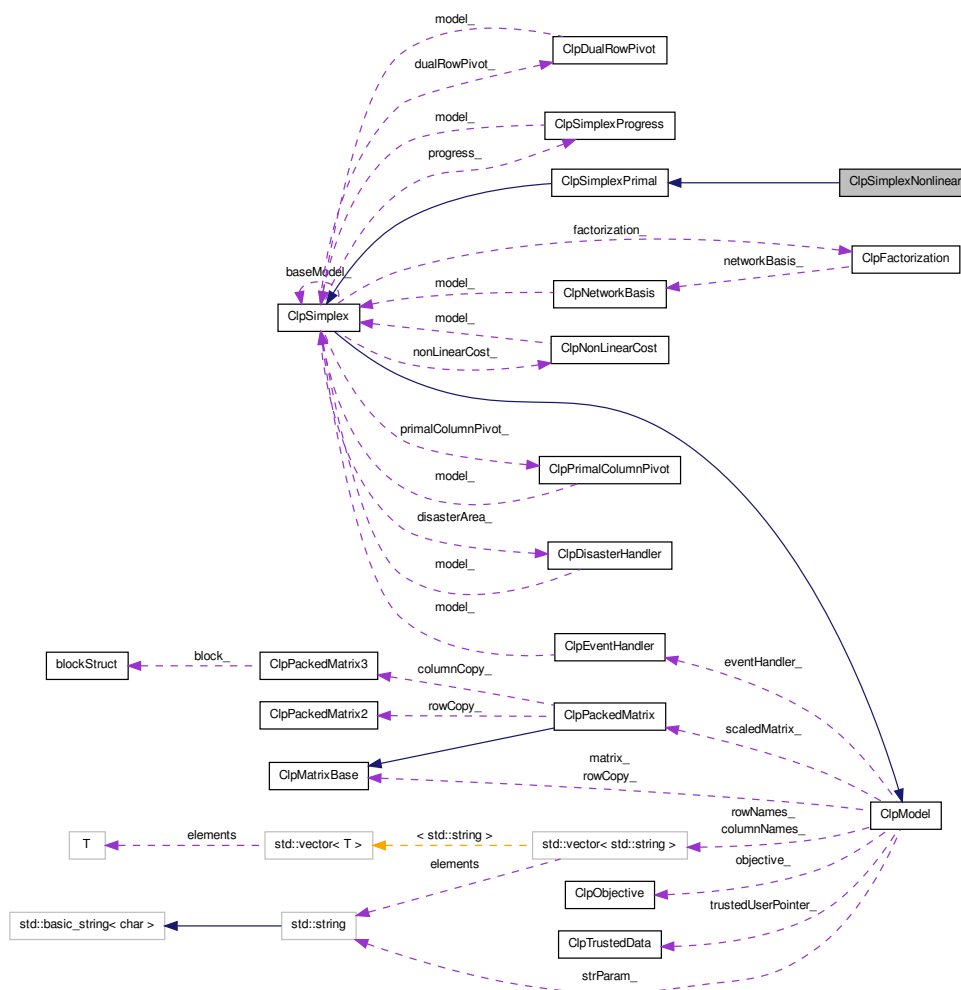 model_
ClpDualRowPivot
dualRowPivot_
model_
ClpSimplexProgress
progress_
ClpSimplexPrimal
ClpSimplexNonlinear
factorization_
networkBasis_
ClpFactorization
baseModel_
model_
ClpNetworkBasis
ClpSimplex
model_
nonLinearCost_
ClpNonLinearCost
primalColumnPivot_
ClpPrimalColumnPivot
model_
disasterArea_
ClpDisasterHandler
model_
model_
ClpEventHandler
eventHandler_
blockStruct
block_
ClpPackedMatrix3
columnCopy_
ClpPackedMatrix2
rowCopy_
ClpPackedMatrix
scaledMatrix_
ClpMatrixBase
matrix_
rowCopy_
ClpModel
rowNames_
columnNames_
T
elements
std::vector< T >
< std::string >
std::vector< std::string >
elements
objective_
ClpObjective
trustedUserPointer_
std::basic_string< char >
std::string
ClpTrustedData
strParam_